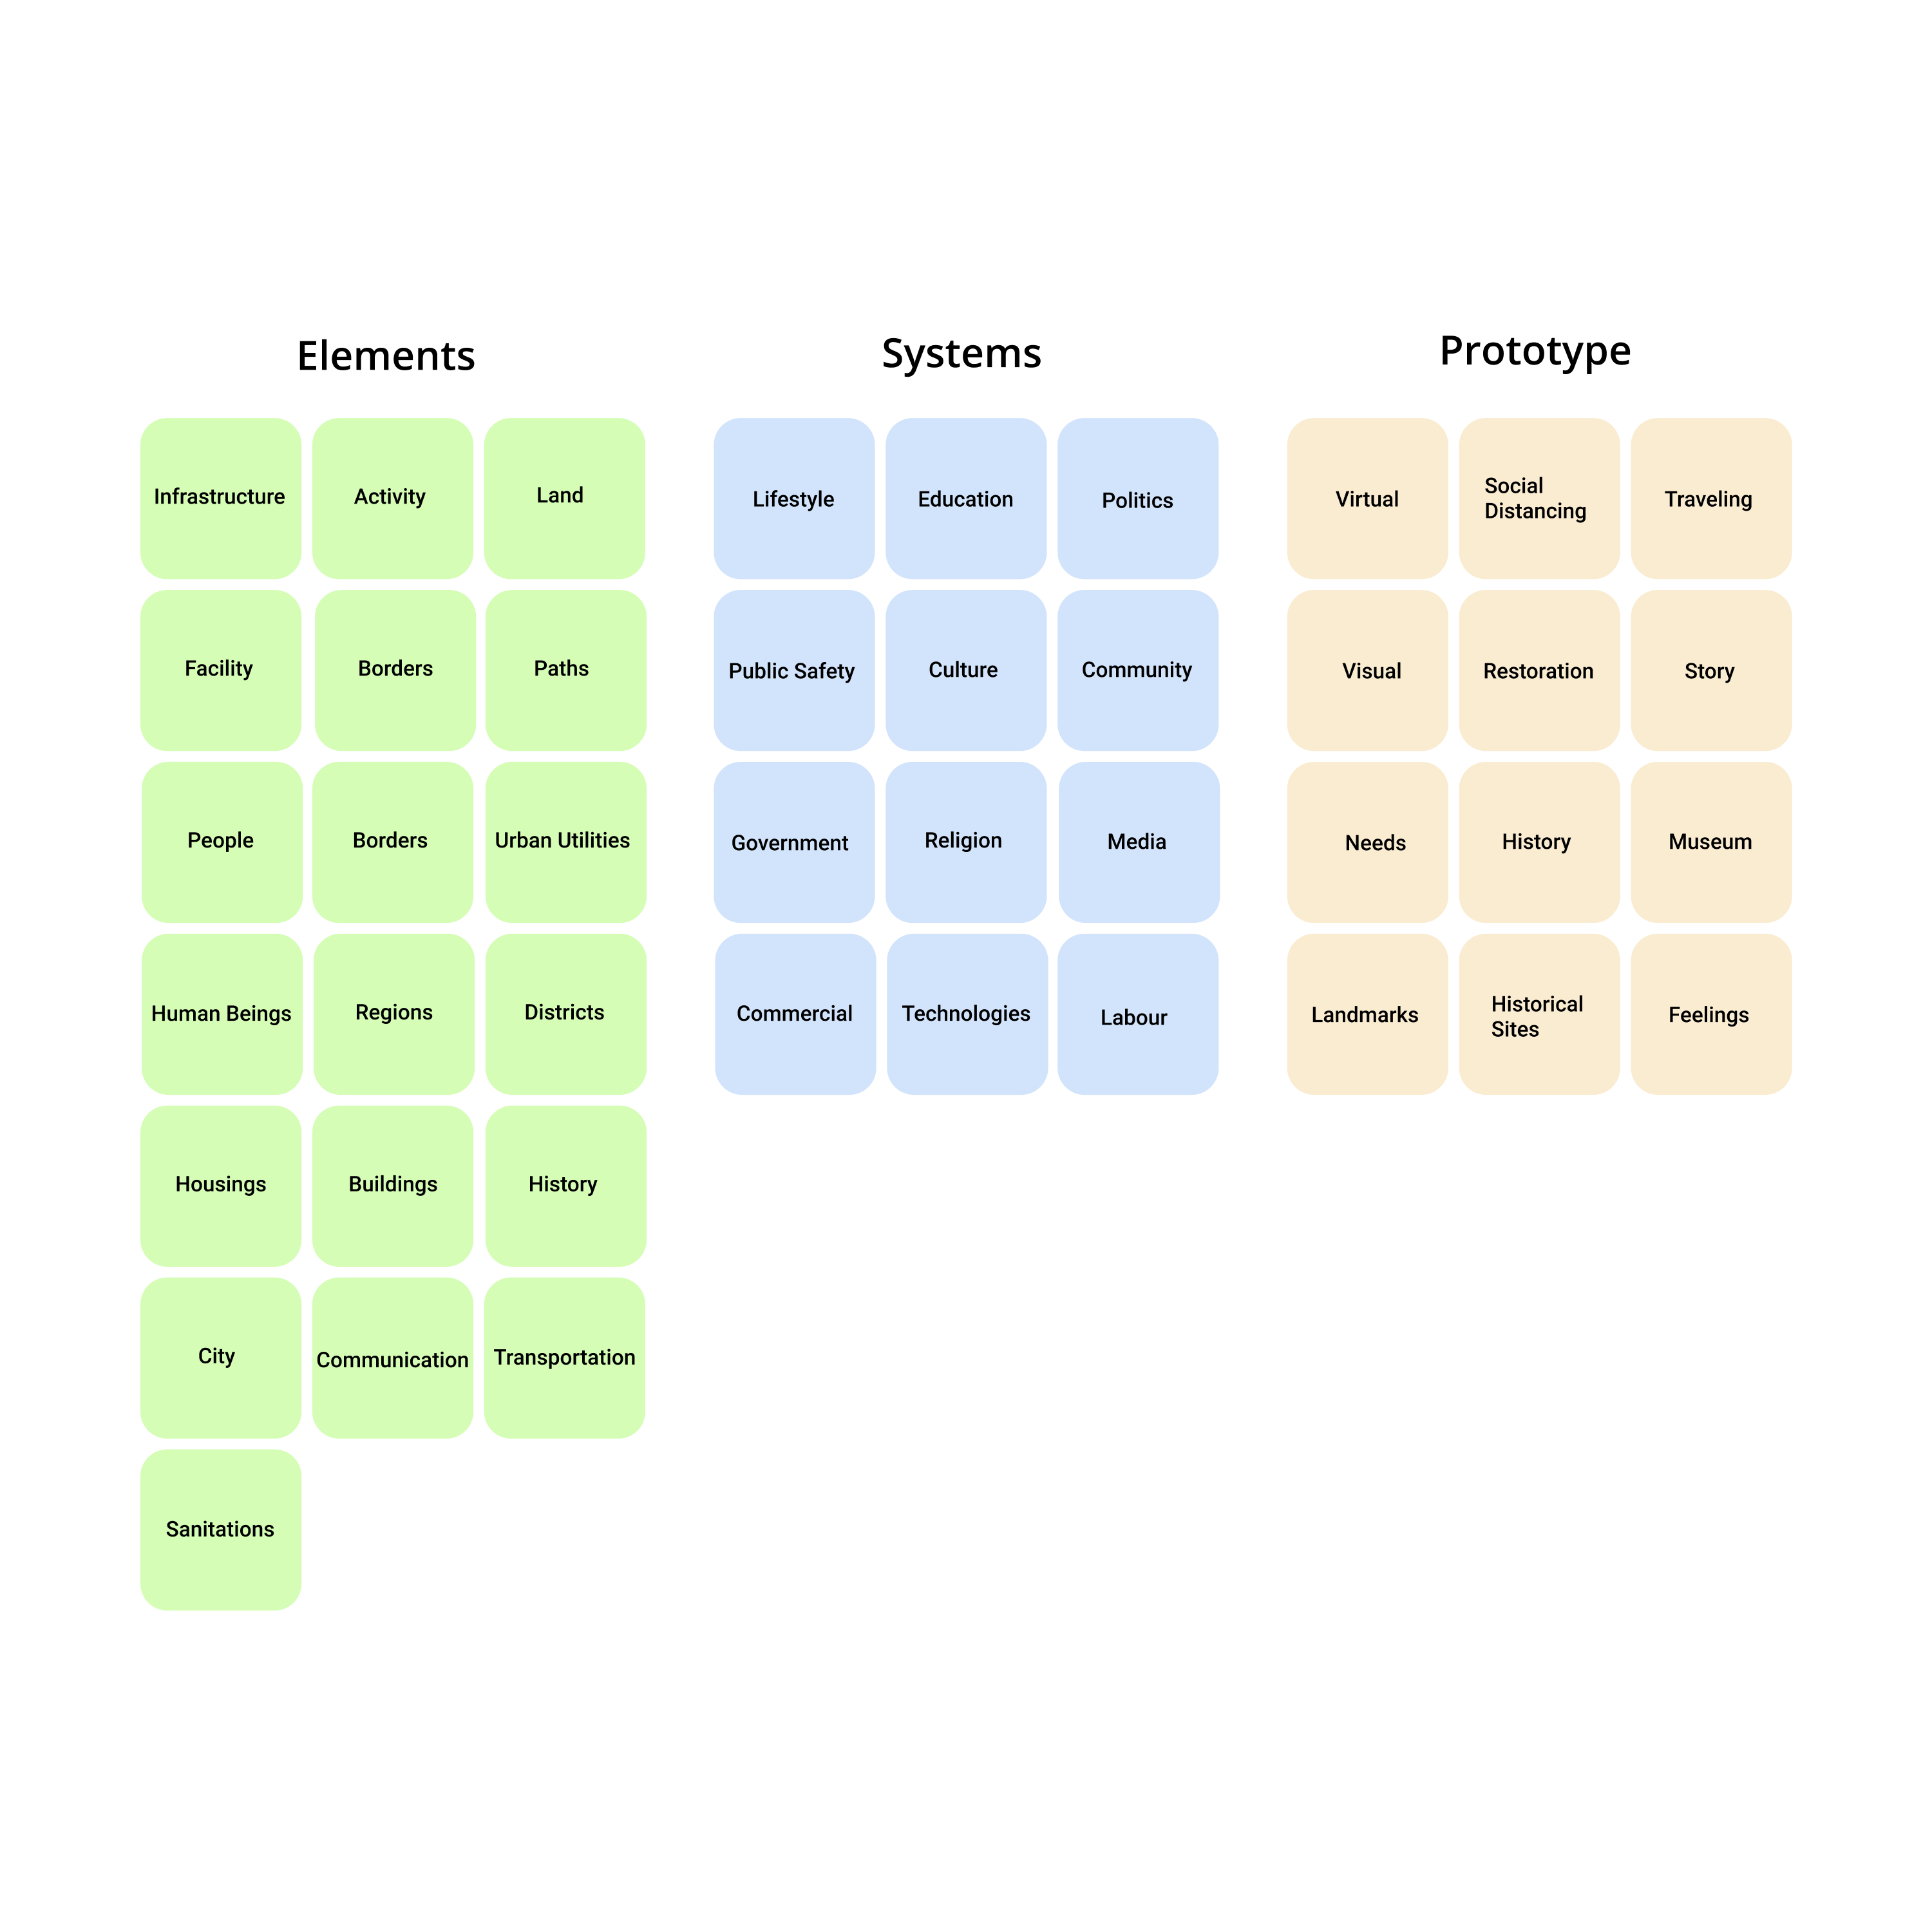 Elements
Infrastructure
Activity
Land
Facility
Borders
Paths
People
Borders
Urban Utilities
Human Beings
Regions
Districts
Housings
Buildings
History
City
Communication
Transportation
Sanitations
Systems
Lifestyle
Education
Politics
Public Safety
Culture
Community
Government
Religion
Media
Commercial
Technologies
Labour
Prototype
Virtual
Social
Distancing
Traveling
Visual
Restoration
Story
Needs
History
Museum
Landmarks
Historical
Sites
Feelings